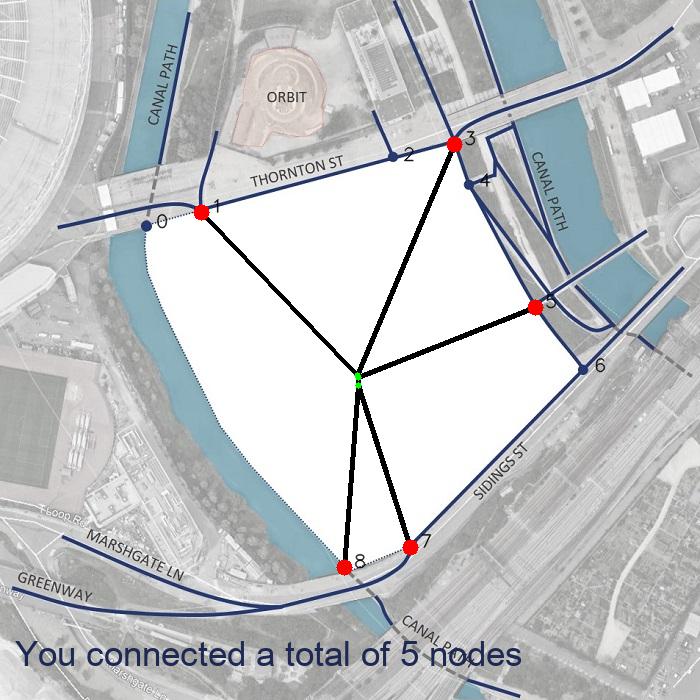 CANAL PATH
ORBIT
THORNTON ST
3
2
4
CANAL PATH
1
0
5
6
SIDINGS ST
7
8
MARSHGATE LN
GREENWAY
CANAL PATH
You connected a total of 5 nodes